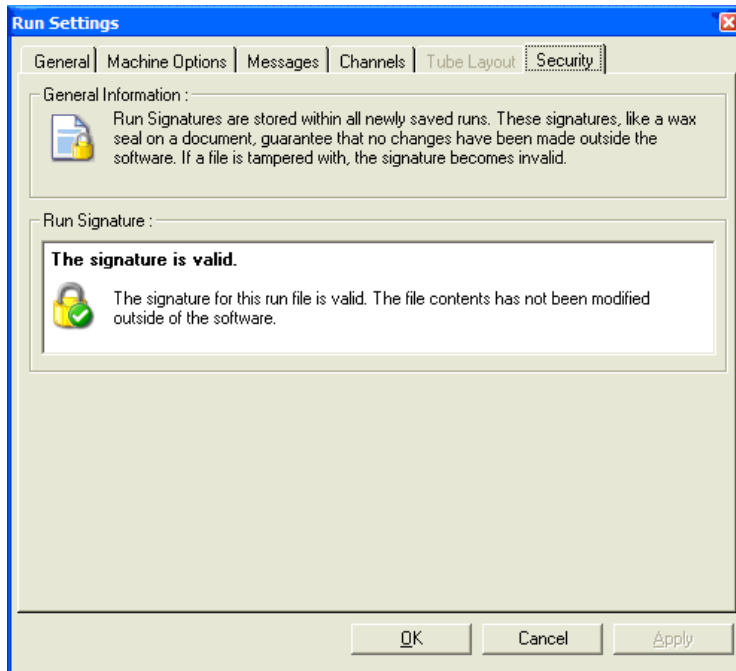 Run Settings
General Machine Options Messages Channels Tube Layout Security
General Information :
Run Signatures are stored within all newly saved runs. These signatures, like a wax
seal on a document, guarantee that no changes have been made outside the
software. If a file is tampered with, the signature becomes invalid.
Run Signature :
The signature is valid.
The signature for this run file is valid. The file contents has not been modified
outside of the software.
OK Cancel Apply